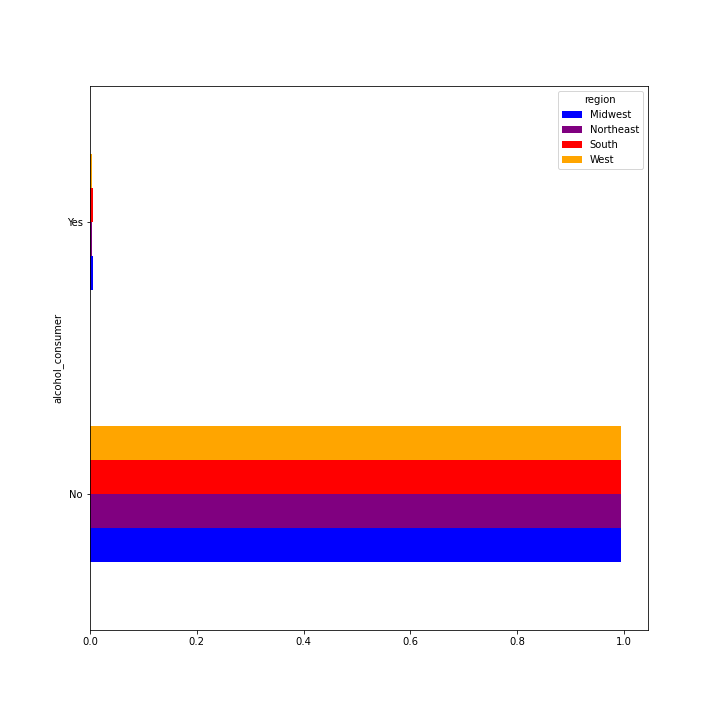 region
Midwest
Northeast
South
West
Yes
alcohol_consumer
No
0.0 0.2 0.4 0.6 0.8 1.0